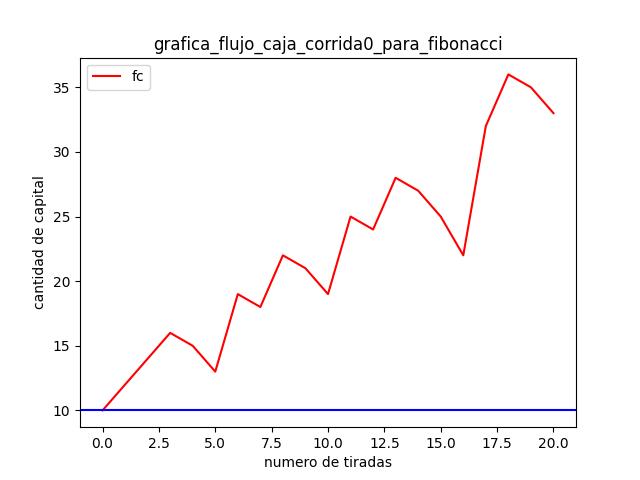 grafica_flujo_caja_corrida0_para_fibonacci
fc
35
30
25
20
15
10
cantidad de capital
0.0 2.5 5.0 7.5 10.0 12.5 15.0 17.5 20.0
numero de tiradas